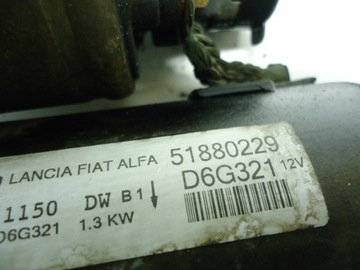 LANCIA FIAT ALFA 51880229
D6G321 12V
1150 DW B1
D6G321 1.3 KW